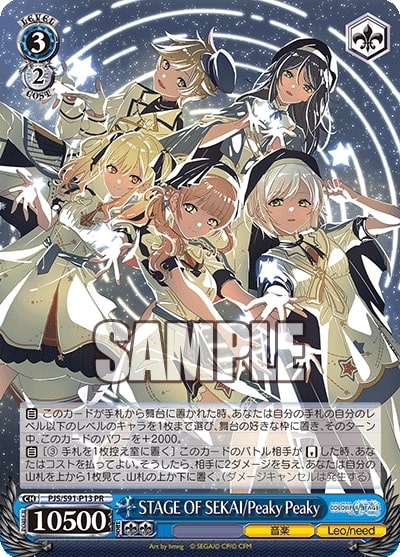 LEVEL
3
2
COST
SAMPLE
【自】 このカードが手札から舞台に置かれた時、あなたは自分の手札の自分のレ
ベル以下のレベルのキャラを1枚まで選び、舞台の好きな枠に置き、そのター
ン中、このカードのパワーを+2000。
【自】 [③ 手札を1枚控え室に置く] このカードのバトル相手が【リバース】した時、あな
たはコストを払ってよい。そうしたら、相手に2ダメージを与え、あなたは自分の
山札を上から1枚見て、山札の上か下に置く。(ダメージキャンセルは発生する)
CH PJS/S91-P13 PR
STAGE OF SEKAI/Peaky Peaky
COLORFUL STAGE!
POWER
10500
SOUL
音楽
Leo/need
Art by hmng © SEGA/© CP/© CFM